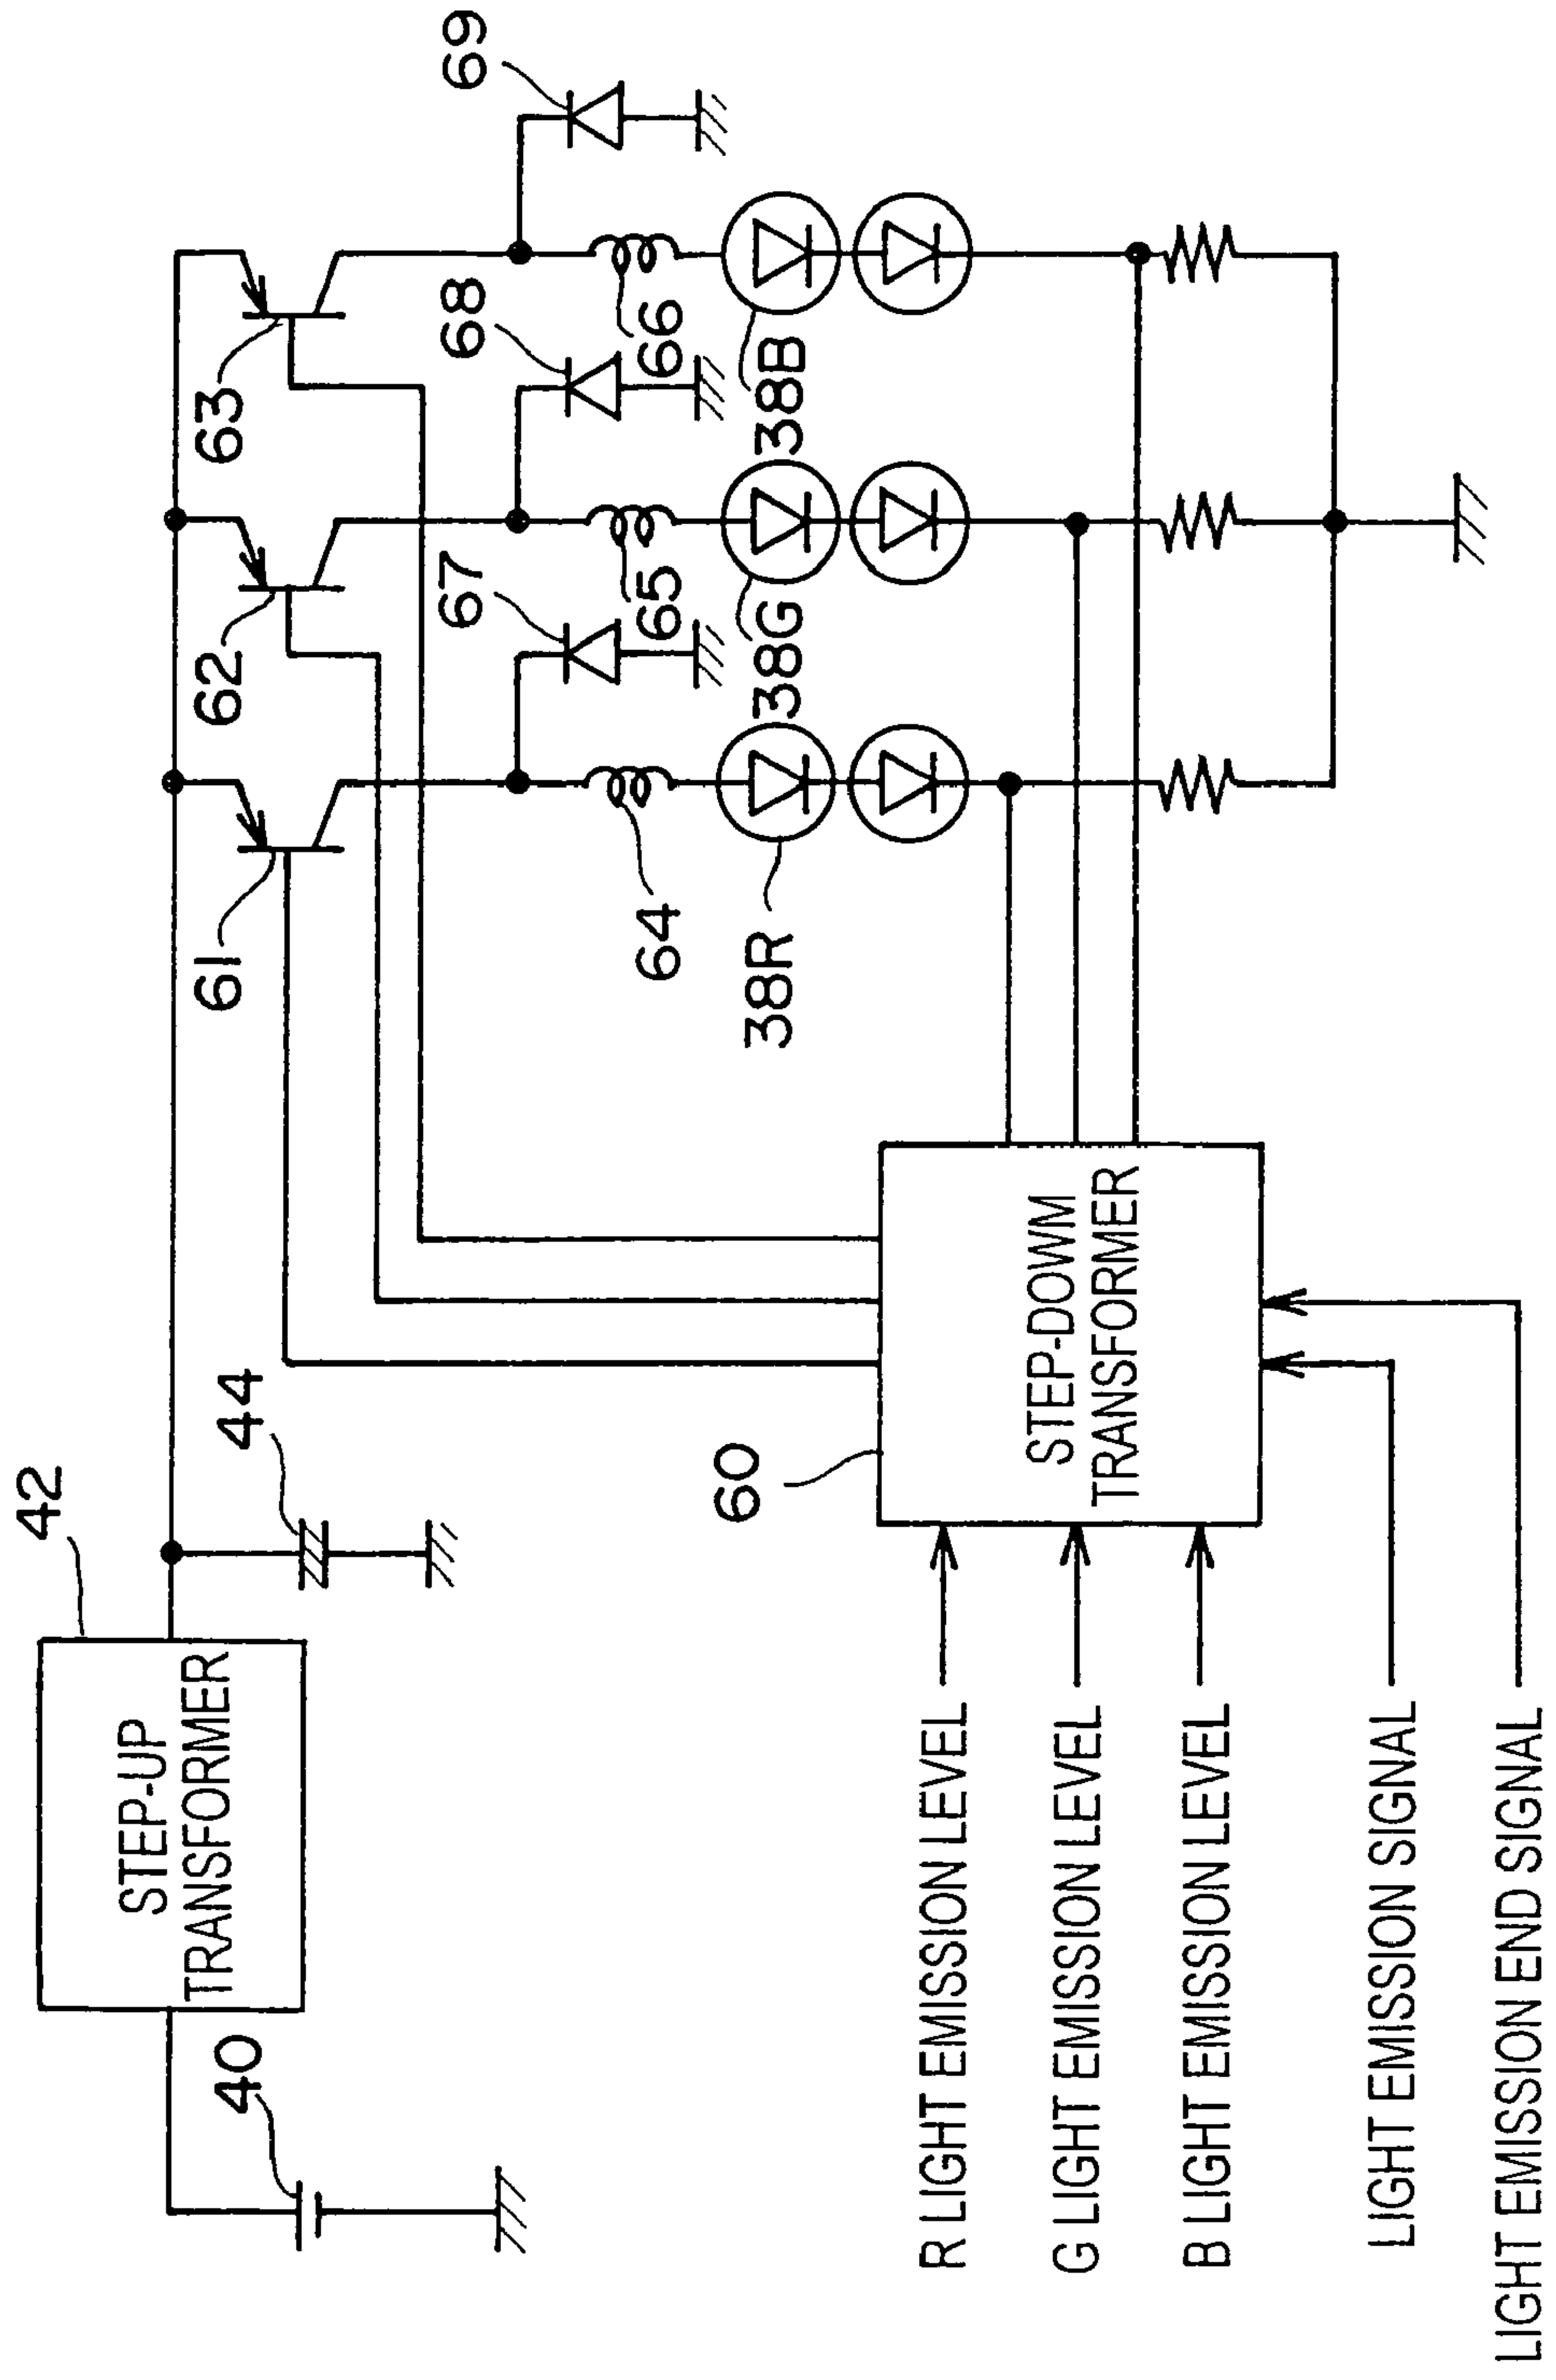 42
STEP-UP
TRANSFORMER
40
44
61
62
63
67
68
69
64
65
66
38R
38G
38B
60
STEP-DOWM
TRANSFORMER
R LIGHT EMISSION LEVEL
G LIGHT EMISSION LEVEL
B LIGHT EMISSION LEVEL
LIGHT EMISSION SIGNAL
LIGHT EMISSION END SIGNAL